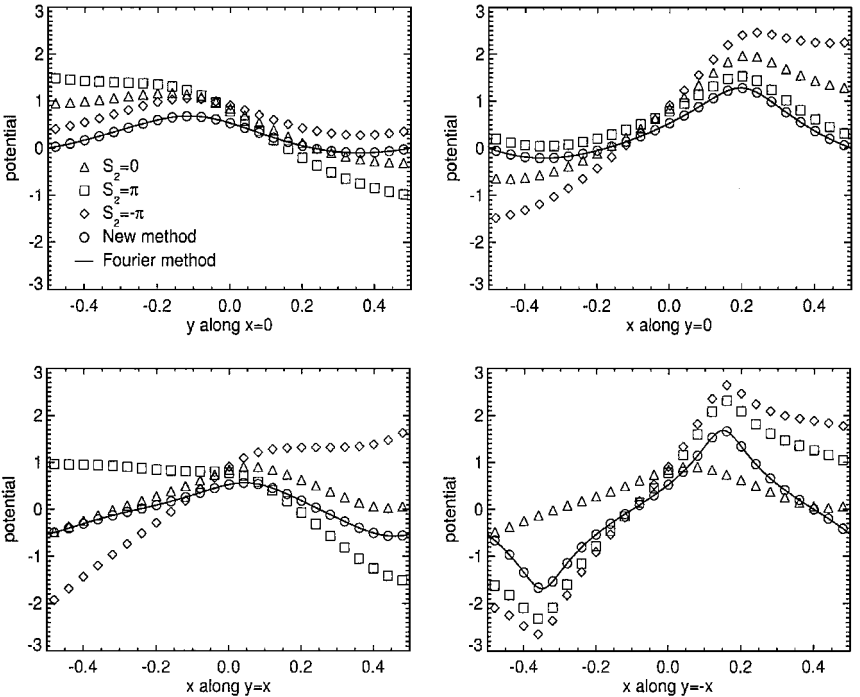 3
2
1
0
-1
-2
-3
potential
-0.4 -0.2 0.0 0.2 0.4
y along x=0
S2=0
S2=π
S2=-π
New method
Fourier method
3
2
1
0
-1
-2
-3
potential
-0.4 -0.2 0.0 0.2 0.4
x along y=0
3
2
1
0
-1
-2
-3
potential
-0.4 -0.2 0.0 0.2 0.4
x along y=x
3
2
1
0
-1
-2
-3
potential
-0.4 -0.2 0.0 0.2 0.4
x along y=-x